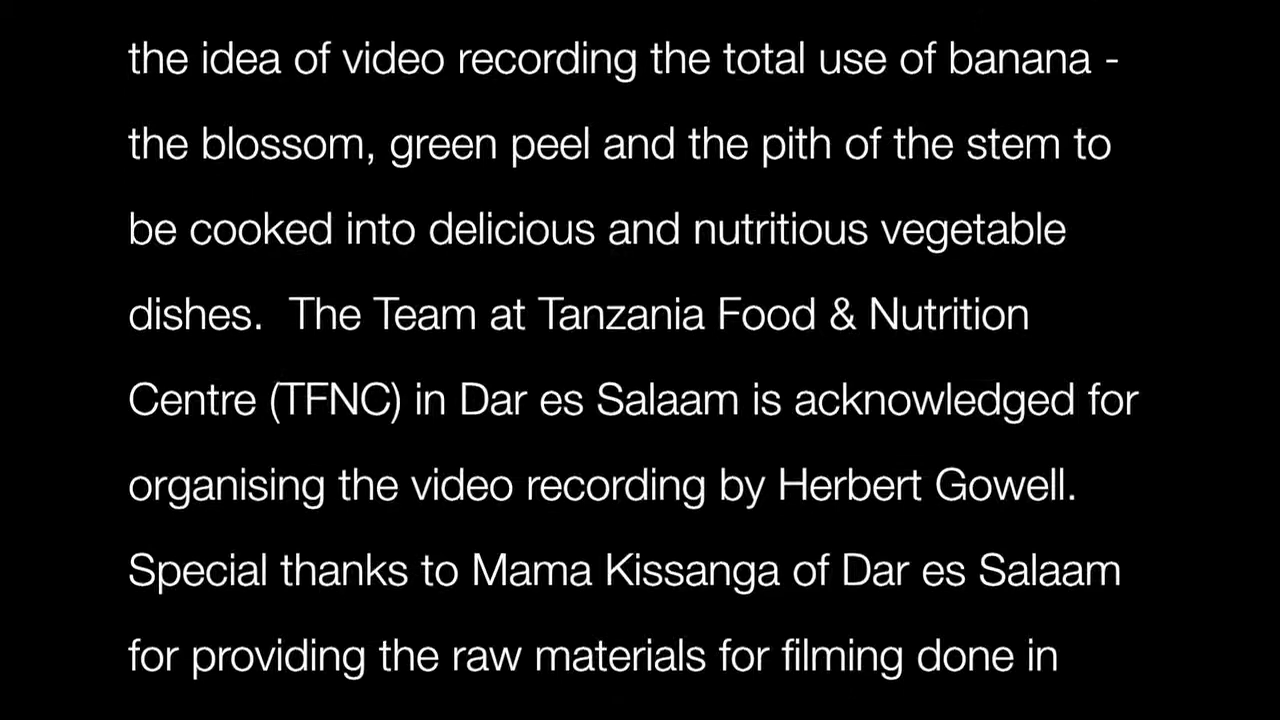 the idea of video recording the total use of banana -
the blossom, green peel and the pith of the stem to
be cooked into delicious and nutritious vegetable
dishes.  The Team at Tanzania Food & Nutrition
Centre (TFNC) in Dar es Salaam is acknowledged for
organising the video recording by Herbert Gowell.
Special thanks to Mama Kissanga of Dar es Salaam
for providing the raw materials for filming done in